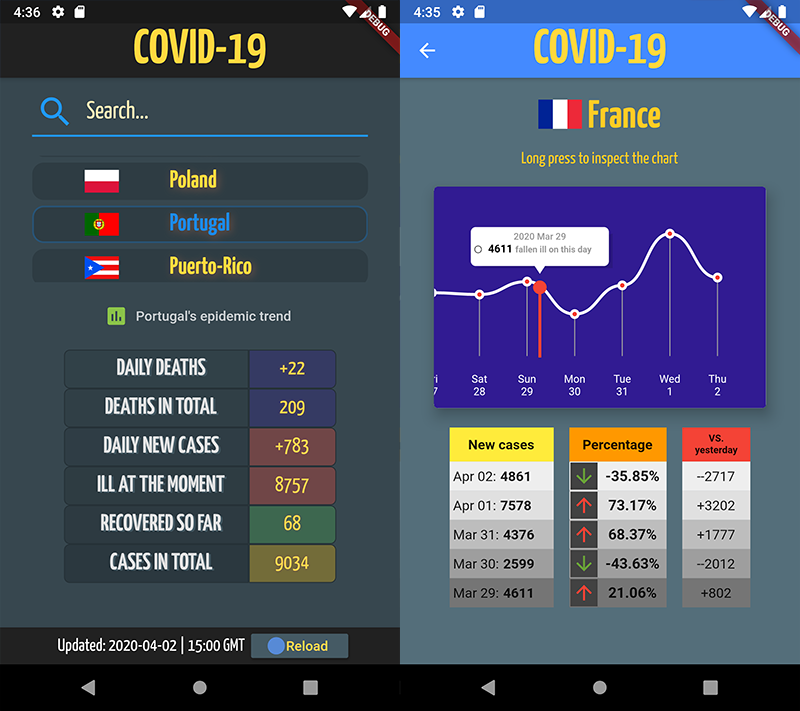 4:36
DEBUG
COVID-19
Search...
Poland
Portugal
Puerto-Rico
Portugal's epidemic trend
DAILY DEATHS +22
DEATHS IN TOTAL 209
DAILY NEW CASES +783
ILL AT THE MOMENT 8757
RECOVERED SO FAR 68
CASES IN TOTAL 9034
Updated: 2020-04-02 | 15:00 GMT Reload
4:35
DEBUG
COVID-19
France
Long press to inspect the chart
2020 Mar 29
4611 fallen ill on this day
ri Sat Sun Mon Tue Wed Thu
7 28 29 30 31 1 2
New cases Percentage VS.
yesterday
Apr 02: 4861 -35.85% --2717
Apr 01: 7578 73.17% +3202
Mar 31: 4376 68.37% +1777
Mar 30: 2599 -43.63% --2012
Mar 29: 4611 21.06% +802